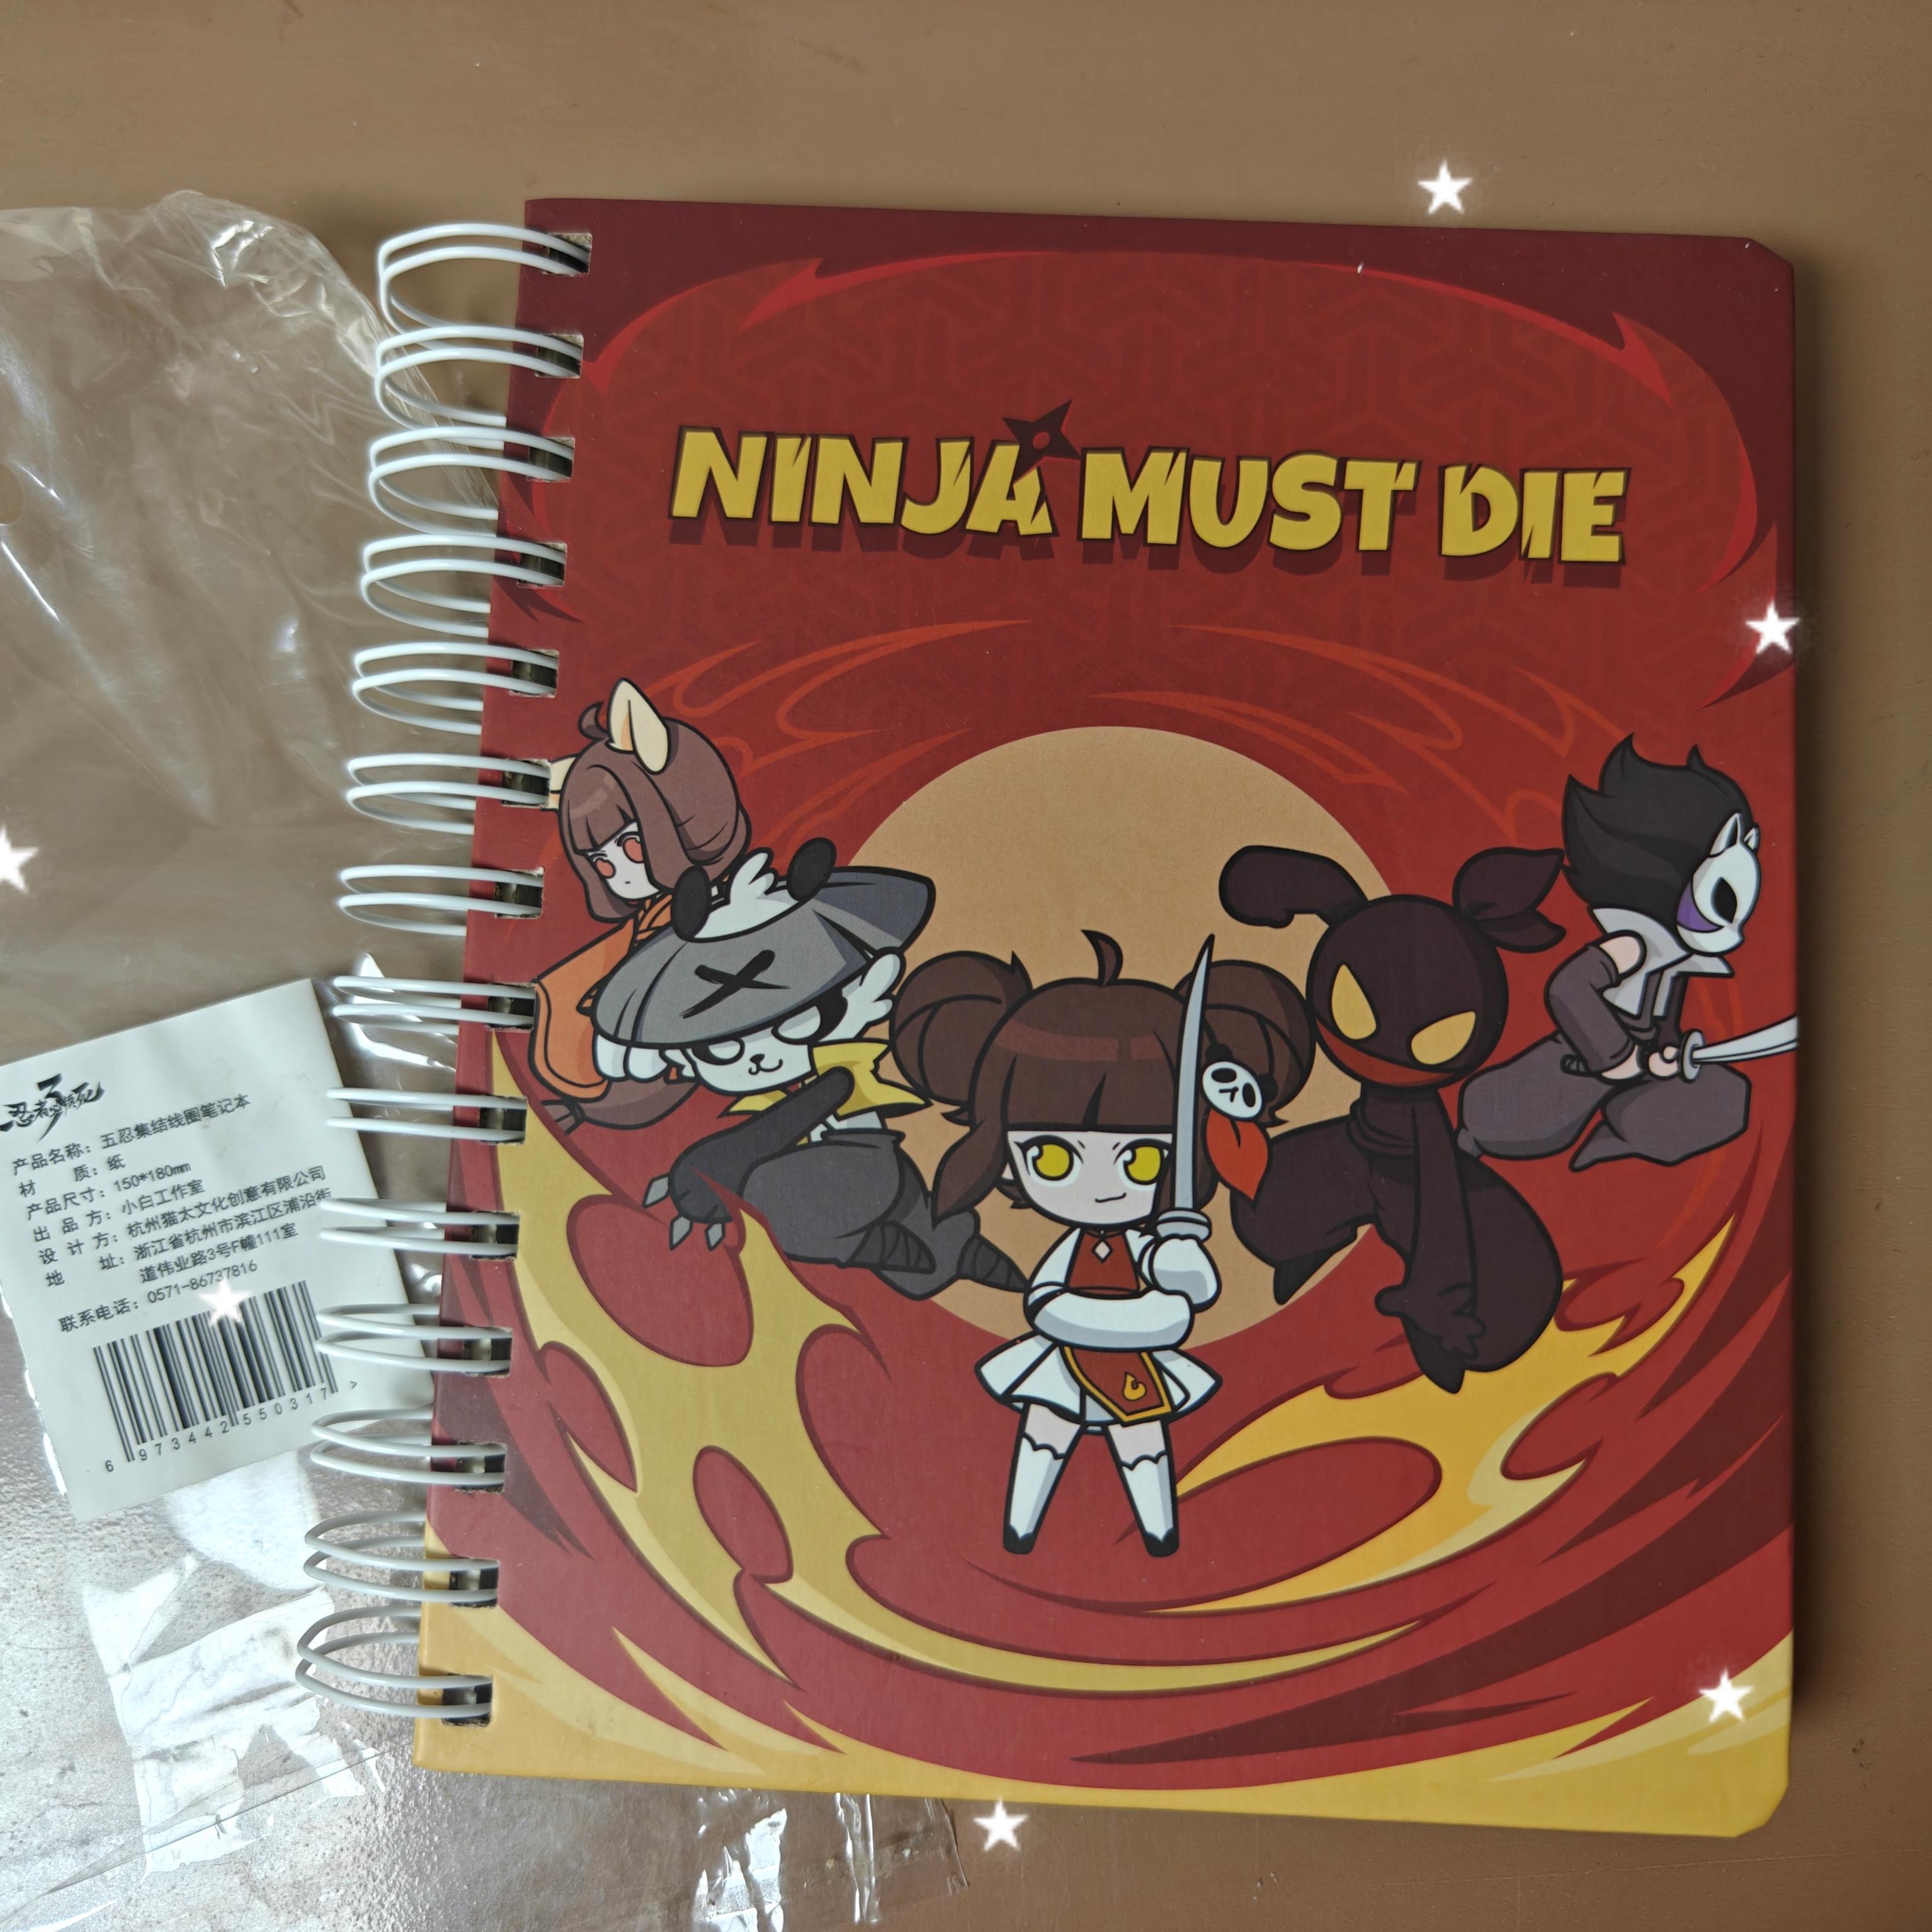 NINJA MUST DIE
忍者必须死3
产品名称：五忍集结线圈笔记本
材 质：纸
产品尺寸：150*180mm
出 品 方：小白工作室
设 计 方：杭州猫太文化创意有限公司
地 址：浙江省杭州市滨江区浦沿街
道伟业路3号F幢111室
联系电话：0571-86737816
6 973442 550317 >